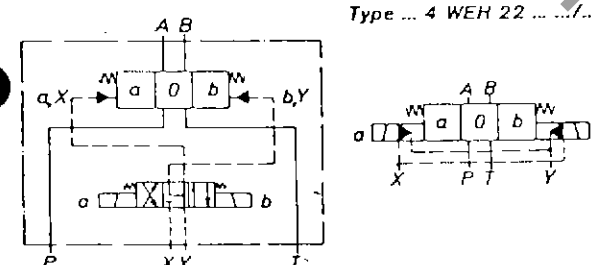 Type ... 4 WEH 22 ... .../..
A B
a 0 b
a,X b,Y
a b
P X Y T
A B
a a 0 b
X P T Y